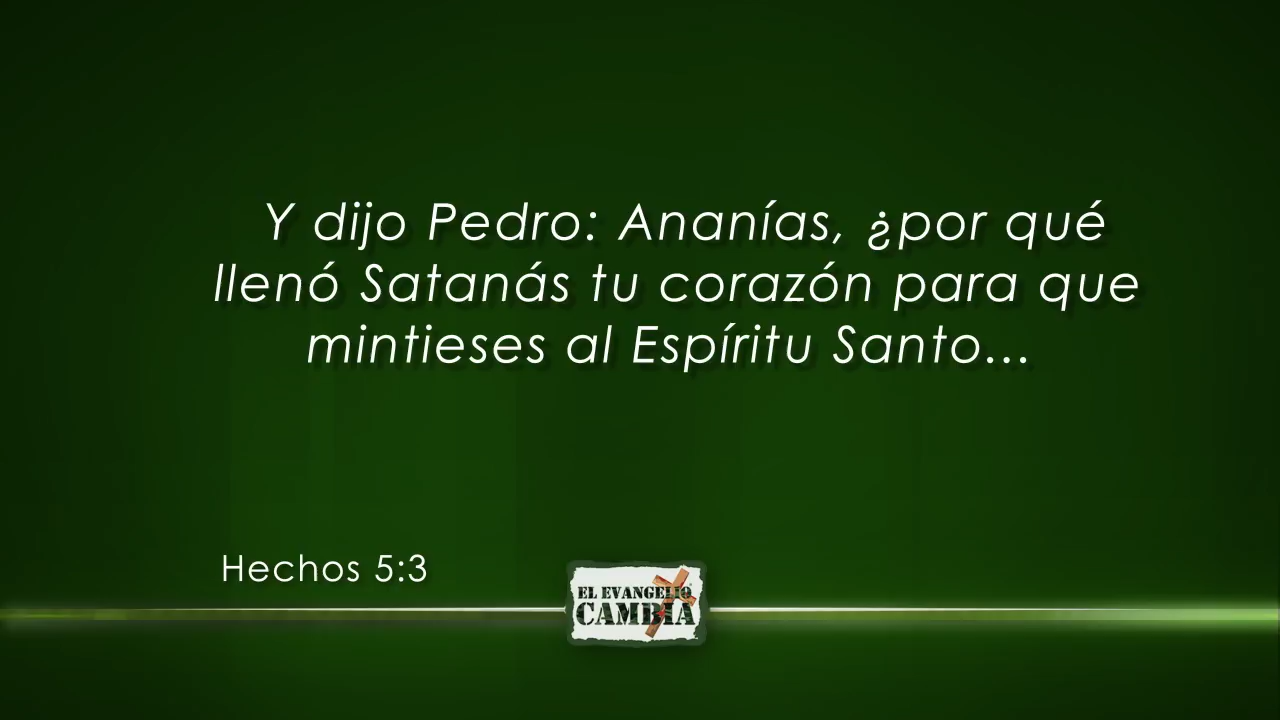 Y dijo Pedro: Ananías, ¿por qué
llenó Satanás tu corazón para que
mintieses al Espíritu Santo...
Hechos 5:3
EL EVANGELIO
CAMBIA